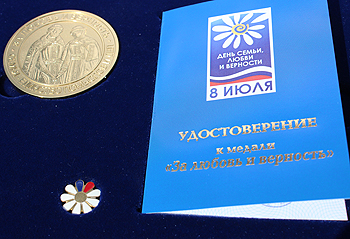 ДЕНЬ СЕМЬИ,
ЛЮБВИ
И ВЕРНОСТИ
8 ИЮЛЯ
УДОСТОВЕРЕНИЕ
к медали
"За любовь и верность"